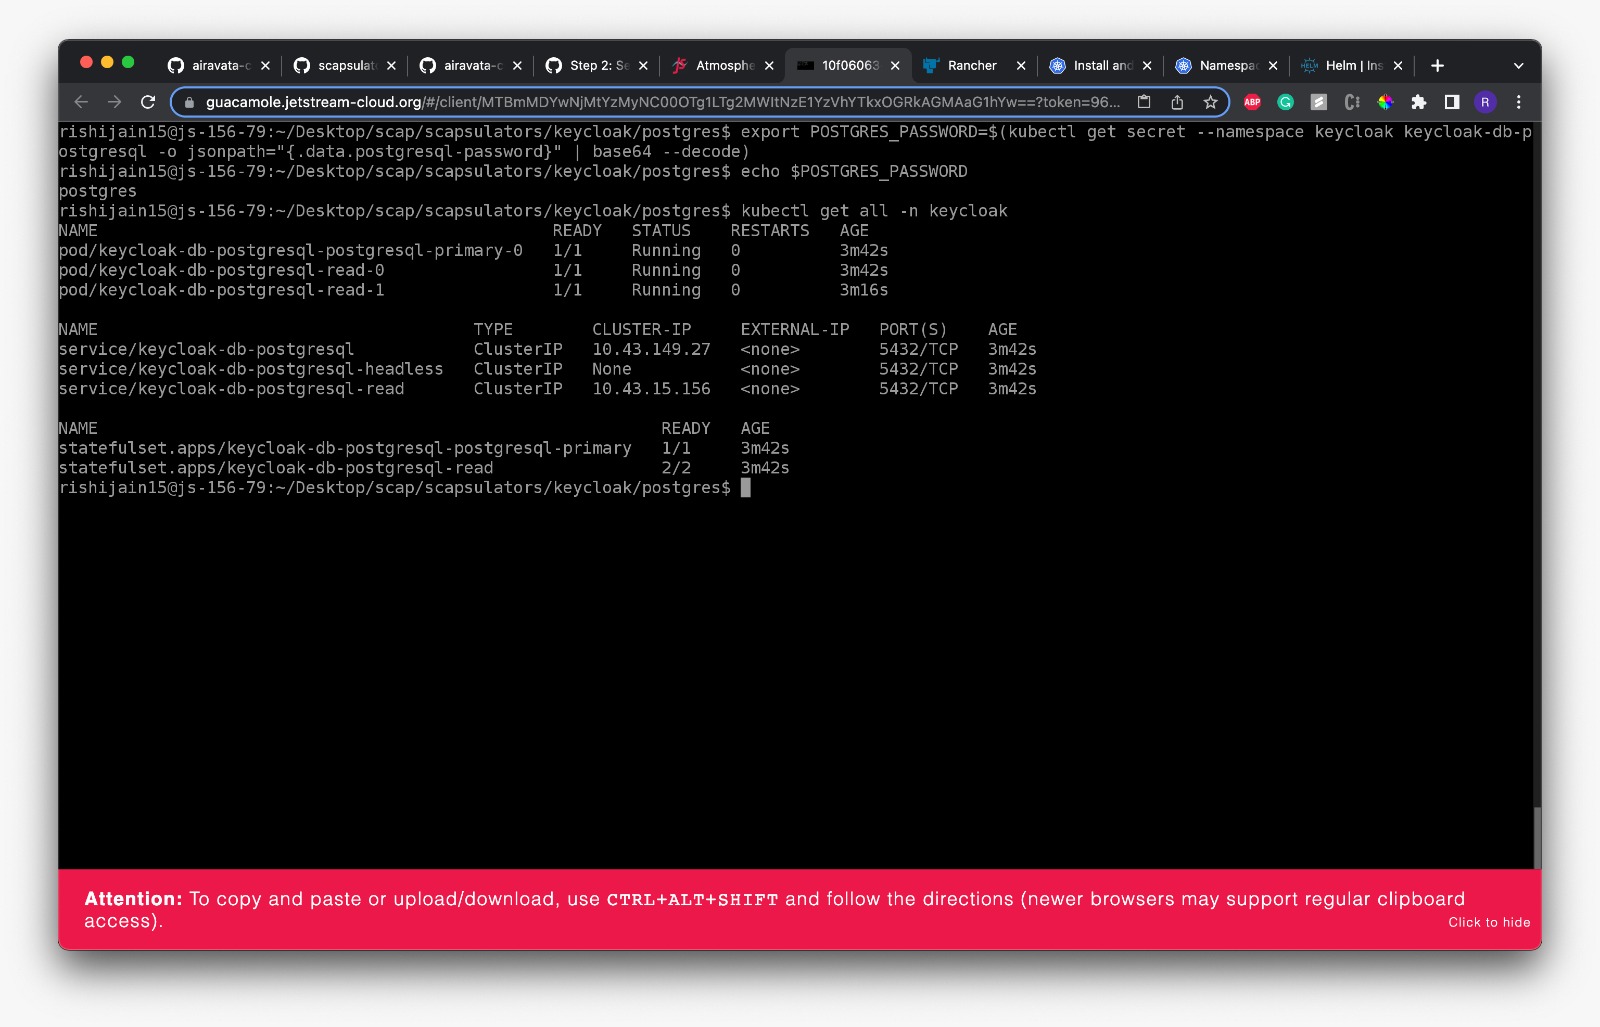 airavata-c scapsulat airavata-c Step 2: Se Atmosphe 10f06063 Rancher Install and Namespac Helm | Ins
guacamole.jetstream-cloud.org/#/client/MTBmMDYwNjMtYzMyNC00OTg1LTg2MWItNzE1YzVhYTkxOGRkAGMAaG1hYw==?token=96... ABP R
rishijain15@js-156-79:~/Desktop/scap/scapsulators/keycloak/postgres$ export POSTGRES_PASSWORD=$(kubectl get secret --namespace keycloak keycloak-db-p
ostgresql -o jsonpath="{.data.postgresql-password}" | base64 --decode)
rishijain15@js-156-79:~/Desktop/scap/scapsulators/keycloak/postgres$ echo $POSTGRES_PASSWORD
postgres
rishijain15@js-156-79:~/Desktop/scap/scapsulators/keycloak/postgres$ kubectl get all -n keycloak
NAME READY STATUS RESTARTS AGE
pod/keycloak-db-postgresql-postgresql-primary-0 1/1 Running 0 3m42s
pod/keycloak-db-postgresql-read-0 1/1 Running 0 3m42s
pod/keycloak-db-postgresql-read-1 1/1 Running 0 3m16s
NAME TYPE CLUSTER-IP EXTERNAL-IP PORT(S) AGE
service/keycloak-db-postgresql ClusterIP 10.43.149.27 <none> 5432/TCP 3m42s
service/keycloak-db-postgresql-headless ClusterIP None <none> 5432/TCP 3m42s
service/keycloak-db-postgresql-read ClusterIP 10.43.15.156 <none> 5432/TCP 3m42s
NAME READY AGE
statefulset.apps/keycloak-db-postgresql-postgresql-primary 1/1 3m42s
statefulset.apps/keycloak-db-postgresql-read 2/2 3m42s
rishijain15@js-156-79:~/Desktop/scap/scapsulators/keycloak/postgres$
Attention: To copy and paste or upload/download, use CTRL+ALT+SHIFT and follow the directions (newer browsers may support regular clipboard
access).
Click to hide